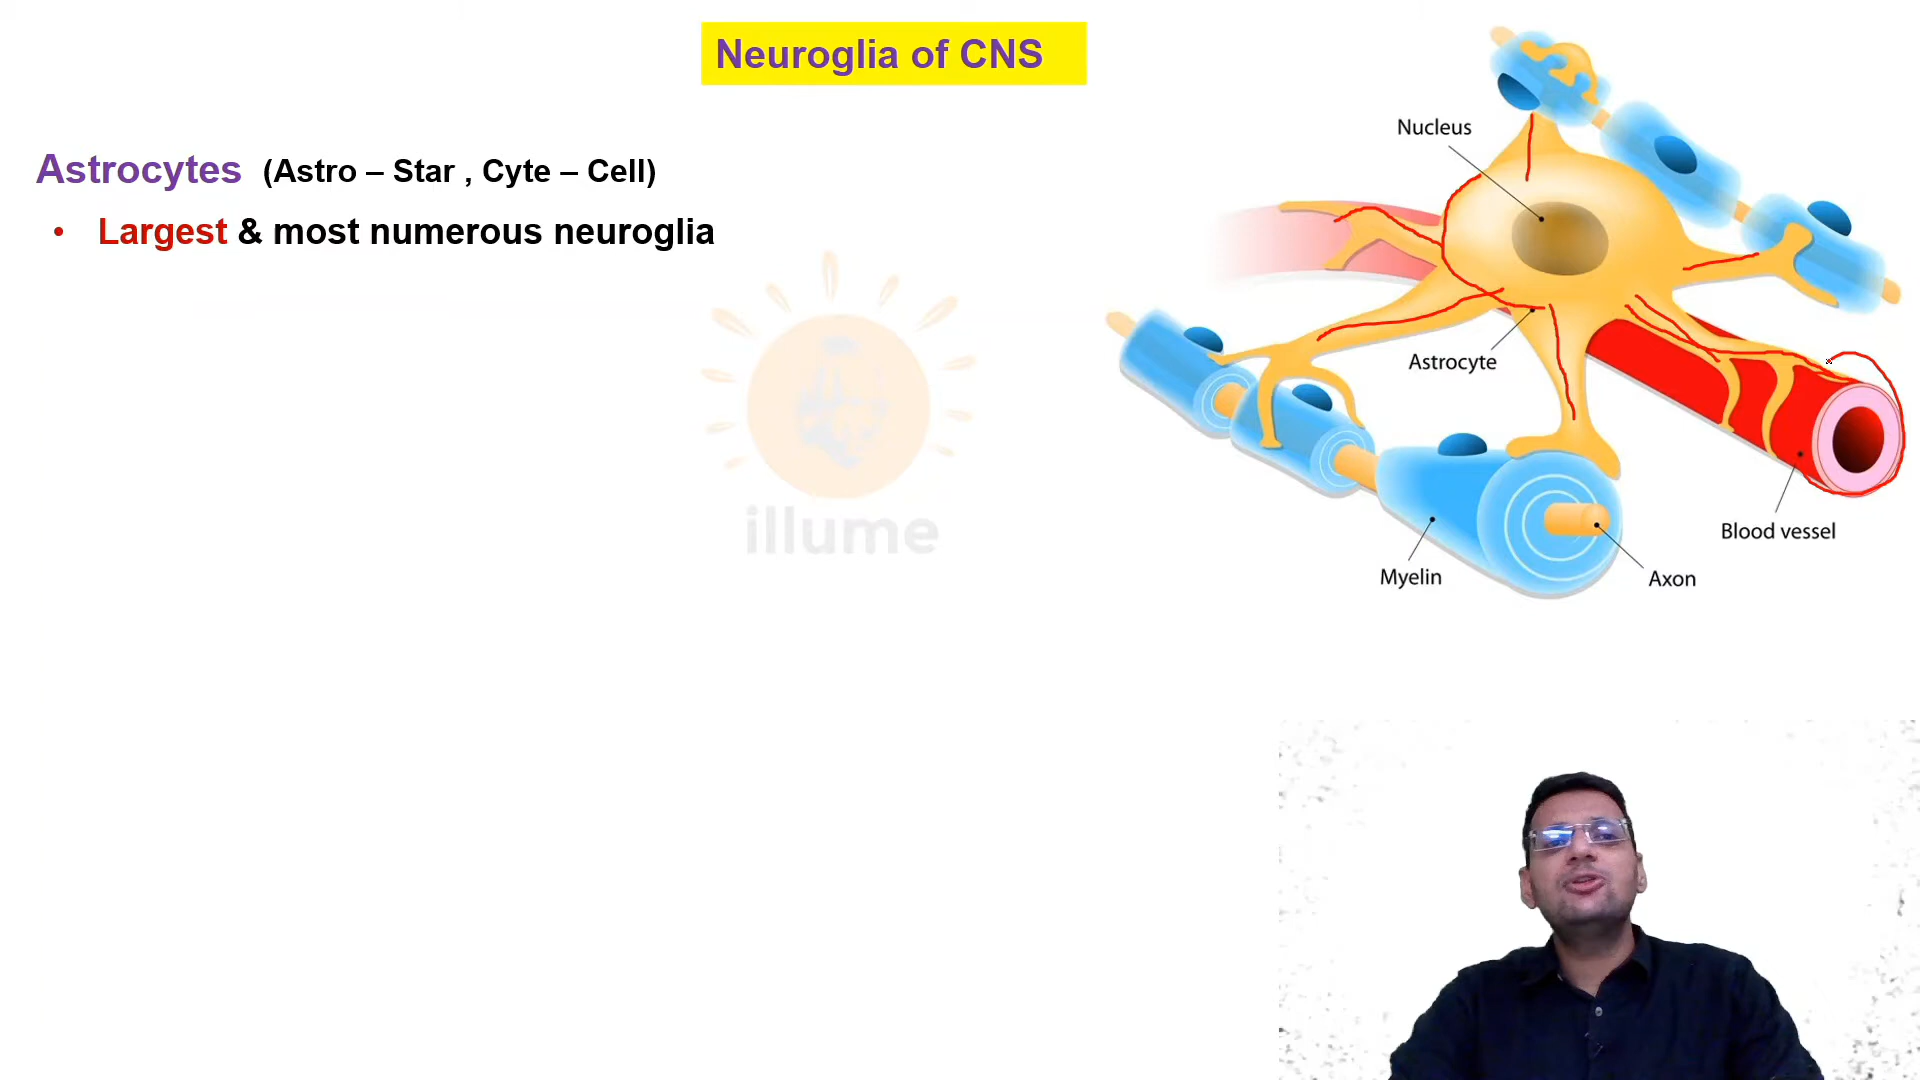 Neuroglia of CNS
Astrocytes (Astro – Star , Cyte – Cell)
• Largest & most numerous neuroglia
Nucleus
Astrocyte
Blood vessel
Myelin
Axon
illume